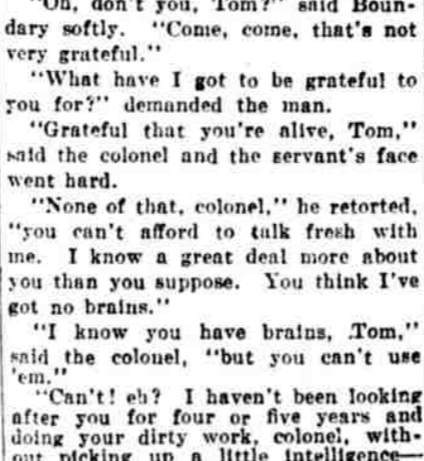 "Oh, don't you, Tom?" said Boun-
dary softly. "Come, come, that's not
very grateful."
"What have I got to be grateful to
you for?" demanded the man.
"Grateful that you're alive, Tom,"
said the colonel and the servant's face
went hard.
"None of that, colonel," he retorted,
"you can't afford to talk fresh with
me. I know a great deal more about
you than you suppose. You think I've
got no brains."
"I know you have brains, Tom,"
said the colonel, "but you can't use
'em."
"Can't! eh? I haven't been looking
after you for four or five years and
doing your dirty work, colonel, with-
out picking up a little intelligence—